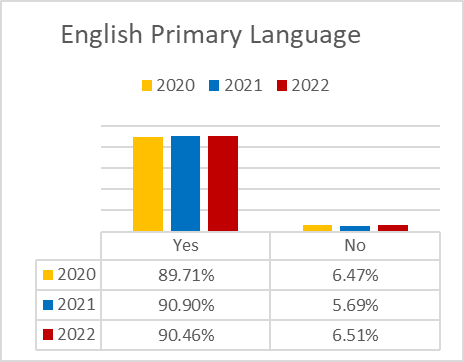 English Primary Language
2020 2021 2022
Yes No
2020 89.71% 6.47%
2021 90.90% 5.69%
2022 90.46% 6.51%